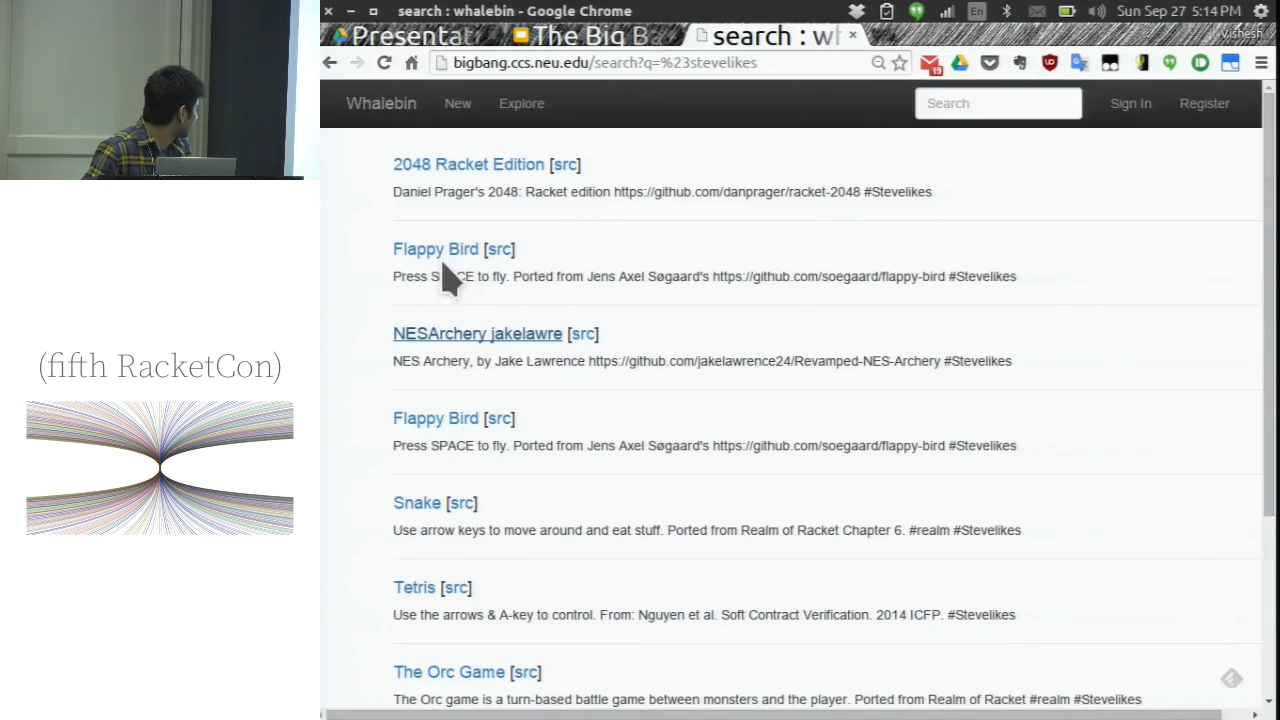 search : whalebin - Google Chrome
En
Sun Sep 27 5:14 PM
Presentat
The Big Ba
search : wh
Vishesh
bigbang.ccs.neu.edu/search?q=%23stevelikes
19
Whalebin
New
Explore
Search
Sign In
Register
2048 Racket Edition [src]
Daniel Prager's 2048: Racket edition https://github.com/danprager/racket-2048 #Stevelikes
Flappy Bird [src]
Press SPACE to fly. Ported from Jens Axel Søgaard's https://github.com/soegaard/flappy-bird #Stevelikes
NESArchery jakelawre [src]
NES Archery, by Jake Lawrence https://github.com/jakelawrence24/Revamped-NES-Archery #Stevelikes
(fifth RacketCon)
Flappy Bird [src]
Press SPACE to fly. Ported from Jens Axel Søgaard's https://github.com/soegaard/flappy-bird #Stevelikes
Snake [src]
Use arrow keys to move around and eat stuff. Ported from Realm of Racket Chapter 6. #realm #Stevelikes
Tetris [src]
Use the arrows & A-key to control. From: Nguyen et al. Soft Contract Verification. 2014 ICFP. #Stevelikes
The Orc Game [src]
The Orc game is a turn-based battle game between monsters and the player. Ported from Realm of Racket #realm #Stevelikes